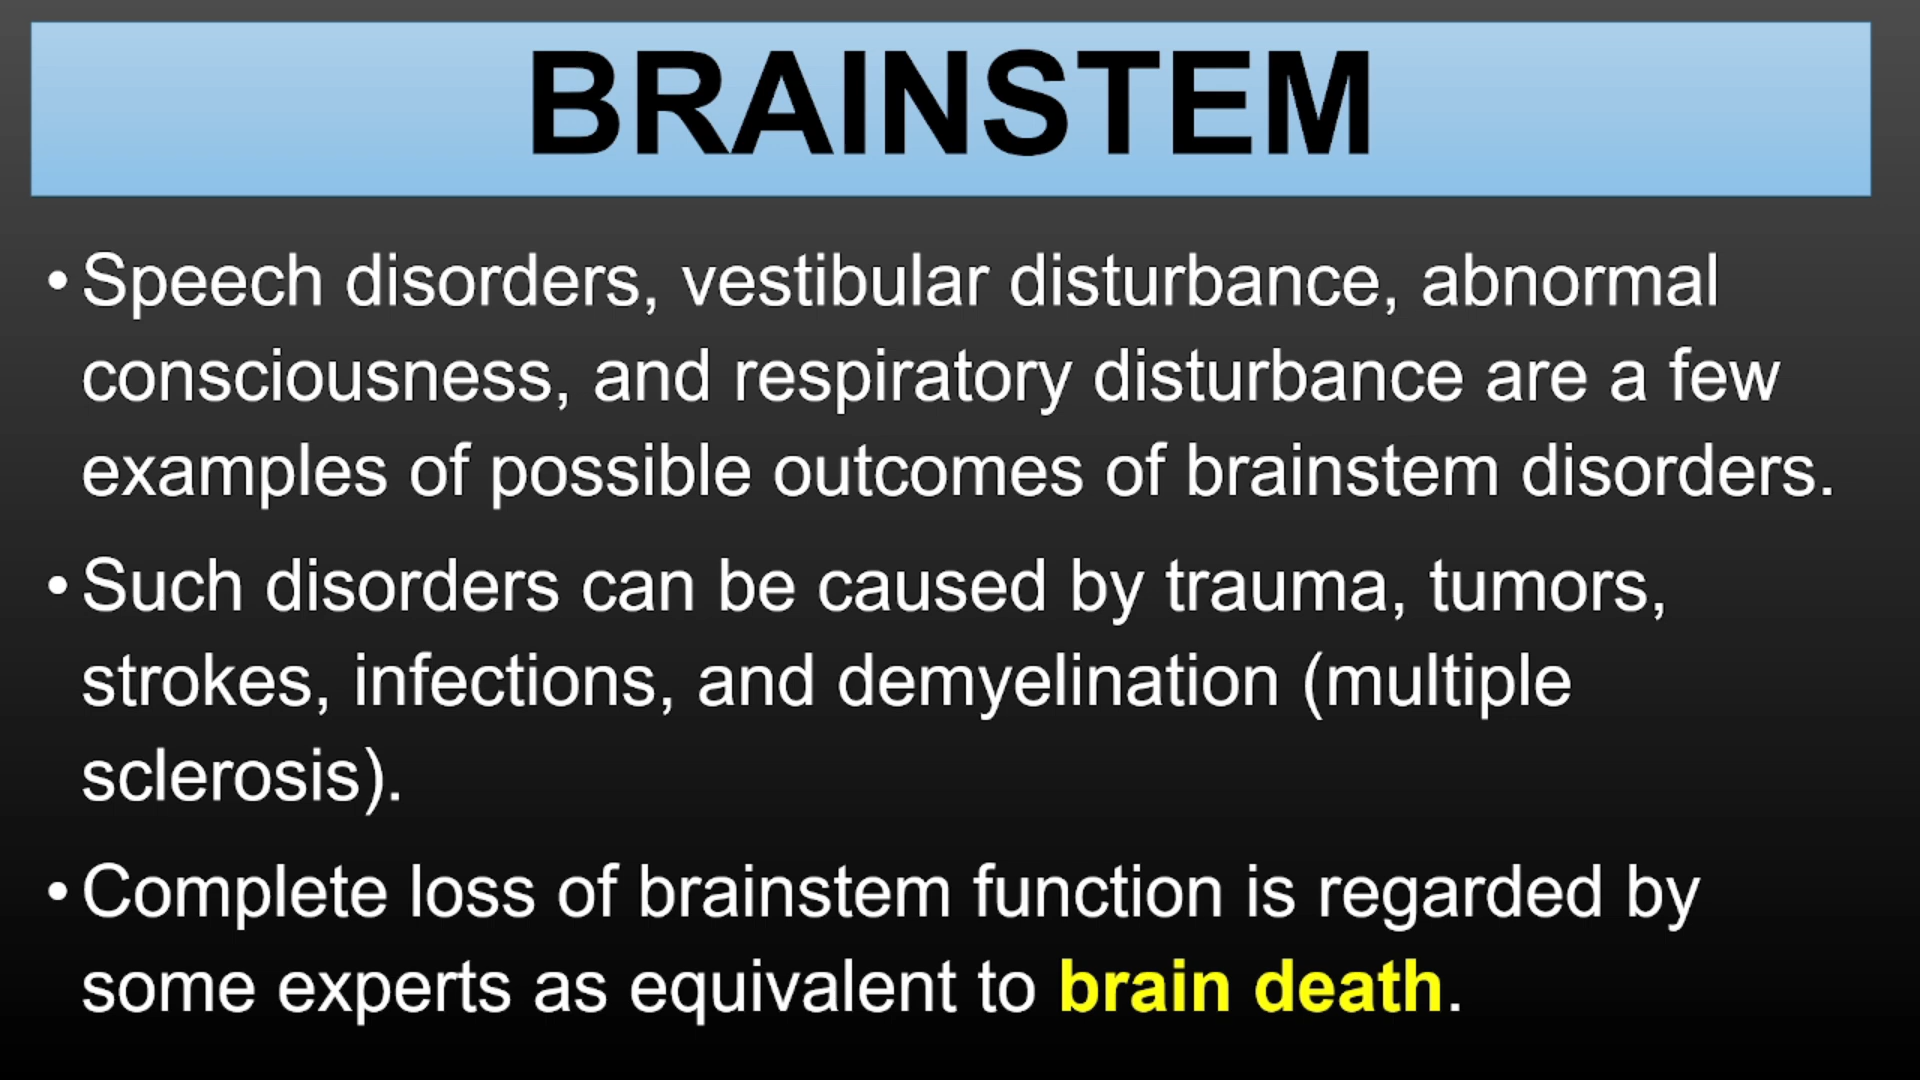 BRAINSTEM
• Speech disorders, vestibular disturbance, abnormal
consciousness, and respiratory disturbance are a few
examples of possible outcomes of brainstem disorders.
• Such disorders can be caused by trauma, tumors,
strokes, infections, and demyelination (multiple
sclerosis).
• Complete loss of brainstem function is regarded by
some experts as equivalent to brain death.